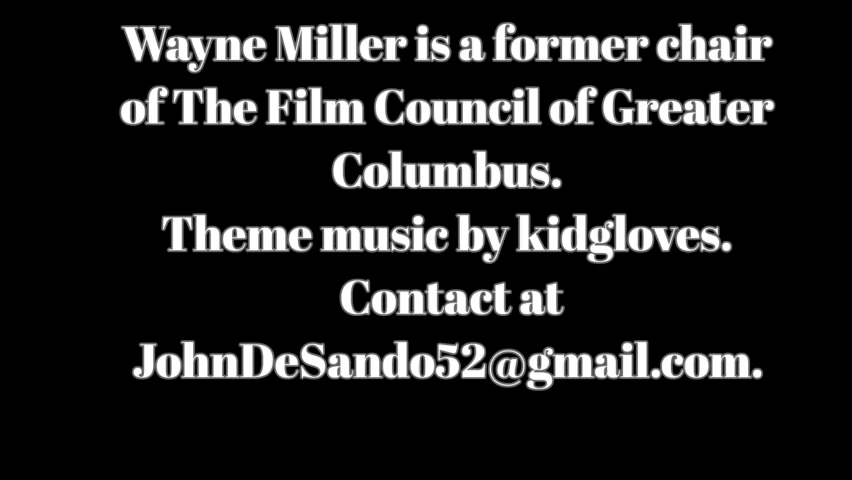 Wayne Miller is a former chair
of The Film Council of Greater
Columbus.
Theme music by kidgloves.
Contact at
JohnDeSando52@gmail.com.